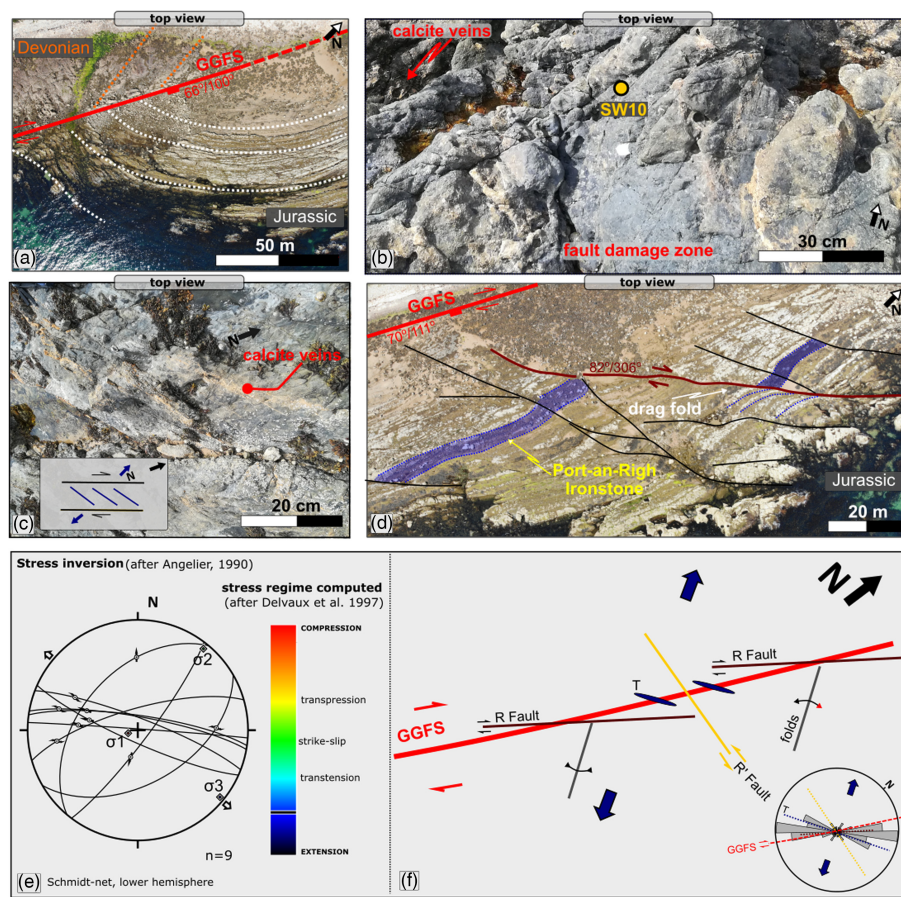 top view
Devonian
GGFS
68°/100°
N
Jurassic
50 m
(a)
top view
calcite veins
SW10
fault damage zone
N
30 cm
(b)
top view
N
calcite veins
N
20 cm
(c)
top view
GGFS
70°/111°
N
82°/306°
drag fold
Port-an-Righ
Ironstone
Jurassic
20 m
(d)
Stress inversion (after Angelier, 1990)
stress regime computed
(after Delvaux et al. 1997)
N
σ2
σ1
σ3
COMPRESSION
transpression
strike-slip
transtension
EXTENSION
n=9
(e) Schmidt-net, lower hemisphere
N
R Fault
T
GGFS
R Fault
folds
R' Fault
N
T
GGFS
(f)